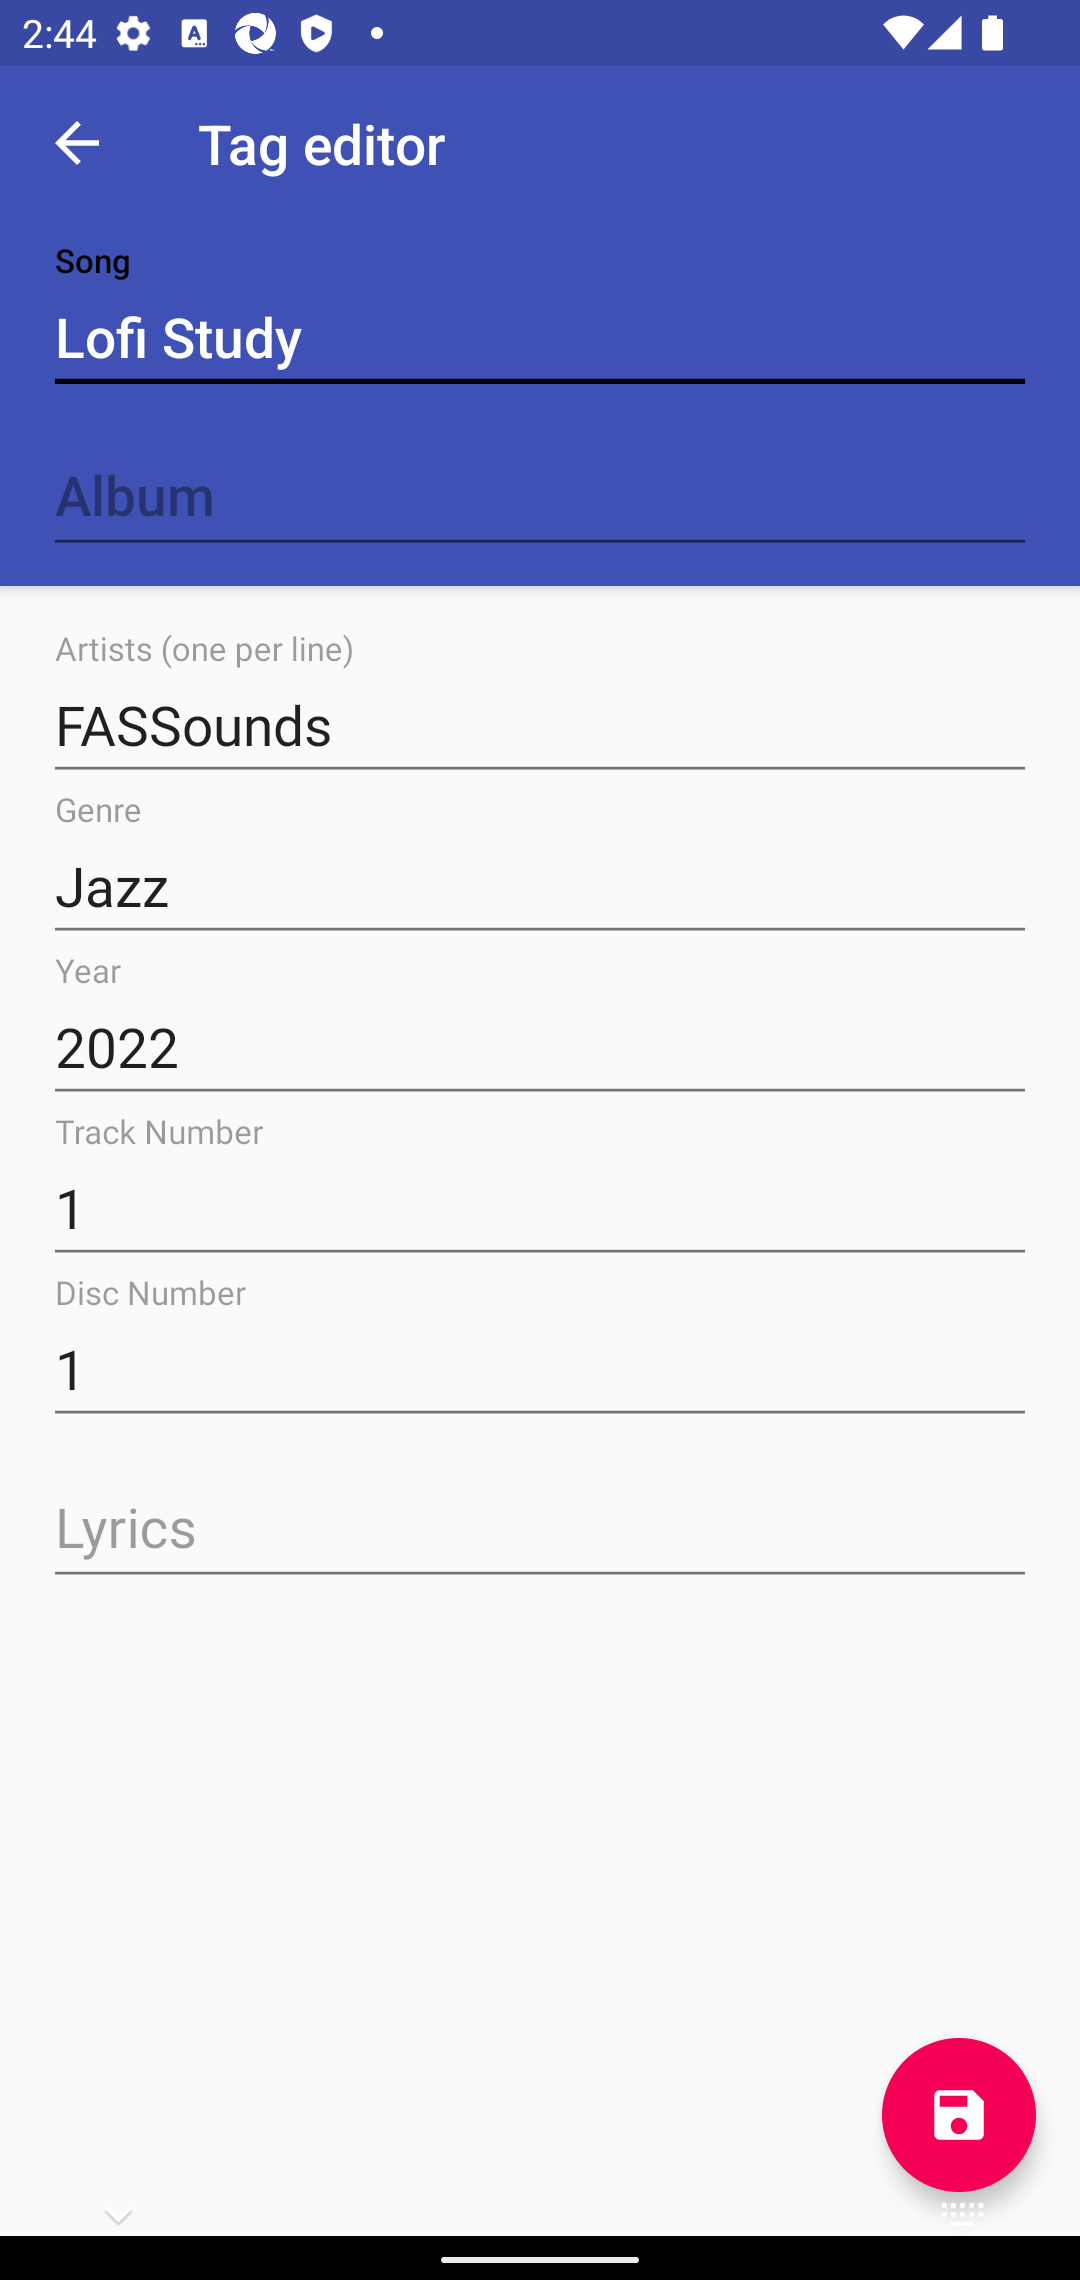 2:44
Tag editor
Song
Lofi Study
Album
Artists (one per line)
FASSounds
Genre
Jazz
Year
2022
Track Number
1
Disc Number
1
Lyrics